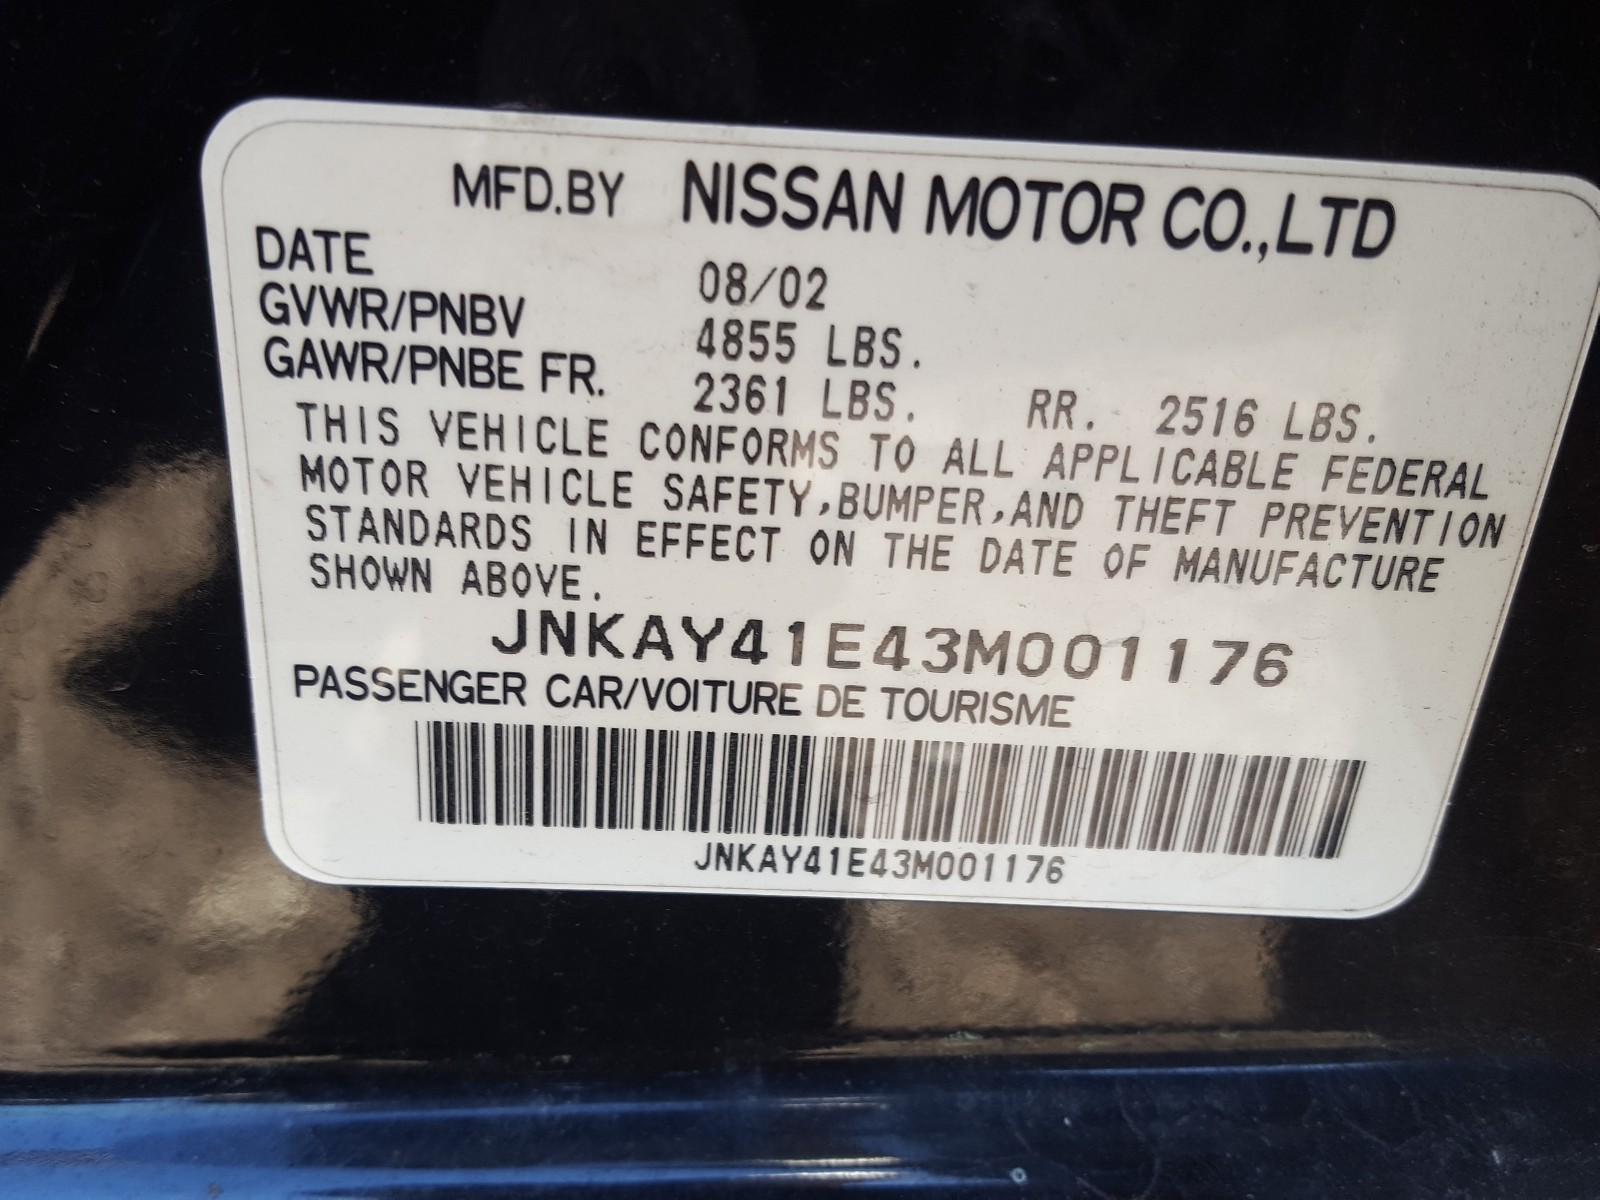 MFD.BY NISSAN MOTOR CO.,LTD
DATE 08/02
GVWR/PNBV 4855 LBS.
GAWR/PNBE FR. 2361 LBS. RR. 2516 LBS.
THIS VEHICLE CONFORMS TO ALL APPLICABLE FEDERAL
MOTOR VEHICLE SAFETY,BUMPER,AND THEFT PREVENTION
STANDARDS IN EFFECT ON THE DATE OF MANUFACTURE
SHOWN ABOVE.
JNKAY41E43M001176
PASSENGER CAR/VOITURE DE TOURISME
JNKAY41E43M001176